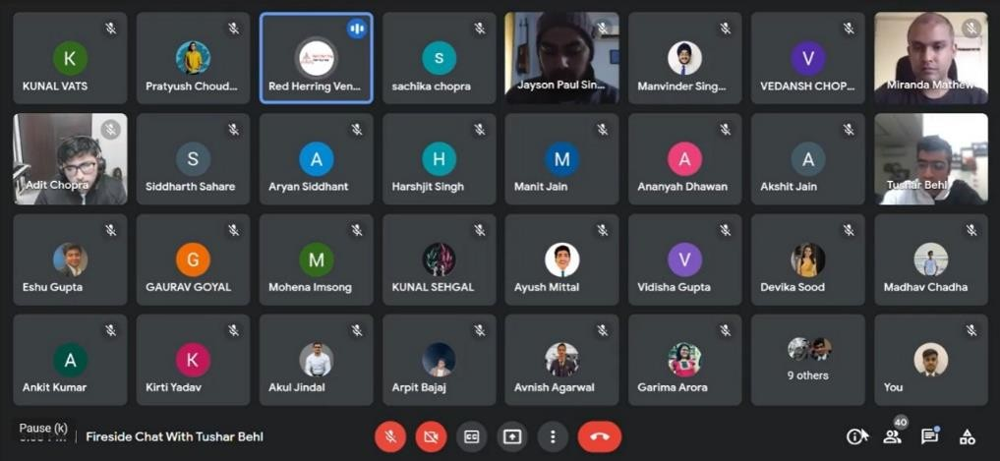 K
KUNAL VATS
Pratyush Choud...
Red Herring Ven...
S
sachika chopra
Jayson Paul Sin...
Manvinder Sing...
V
VEDANSH CHOP...
Miranda Mathew
Adit Chopra
S
Siddharth Sahare
A
Aryan Siddhant
H
Harshjit Singh
M
Manit Jain
A
Ananyah Dhawan
A
Akshit Jain
Tushar Behl
Eshu Gupta
G
GAURAV GOYAL
M
Mohena Imsong
KUNAL SEHGAL
Ayush Mittal
V
Vidisha Gupta
Devika Sood
Madhav Chadha
A
Ankit Kumar
K
Kirti Yadav
Akul Jindal
Arpit Bajaj
Avnish Agarwal
Garima Arora
9 others
You
Pause (k)
| Fireside Chat With Tushar Behl
CC
40